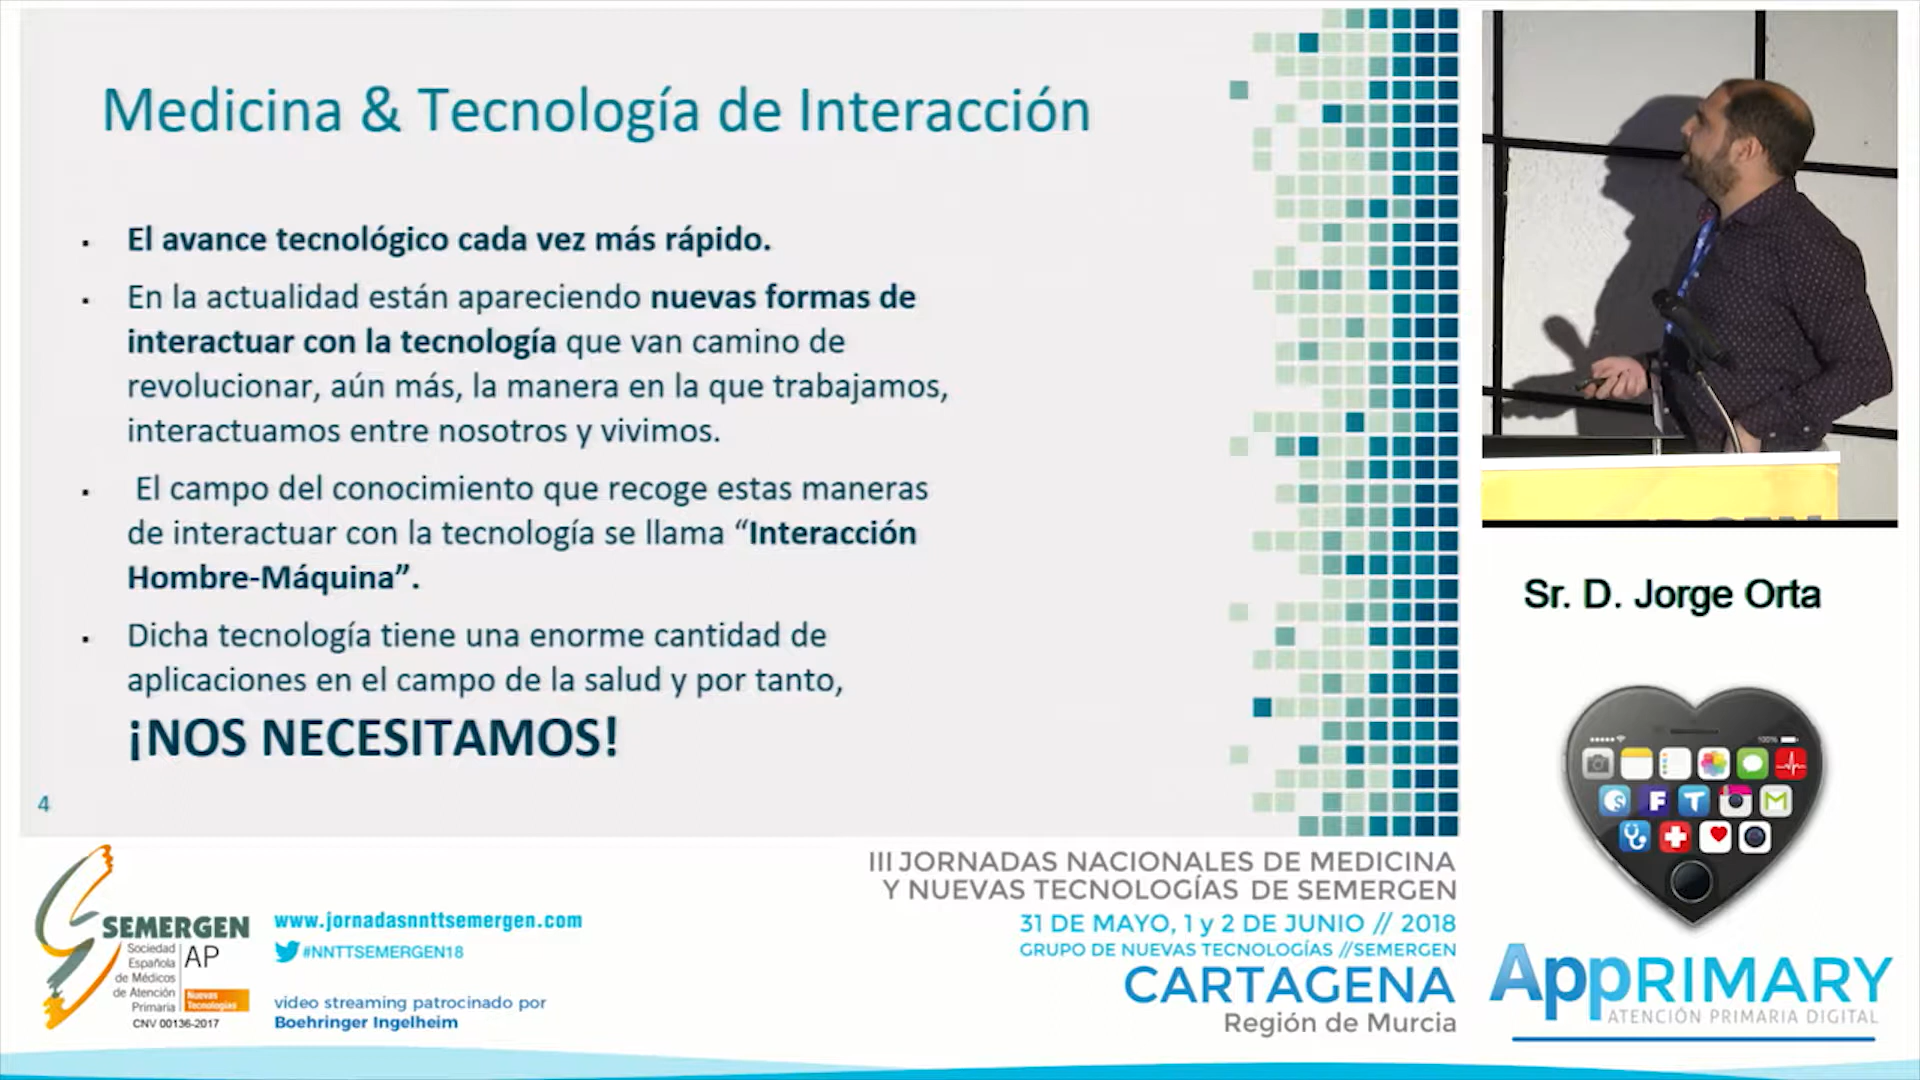 Medicina & Tecnología de Interacción
▪ El avance tecnológico cada vez más rápido.
▪ En la actualidad están apareciendo nuevas formas de
interactuar con la tecnología que van camino de
revolucionar, aún más, la manera en la que trabajamos,
interactuamos entre nosotros y vivimos.
▪ El campo del conocimiento que recoge estas maneras
de interactuar con la tecnología se llama “Interacción
Hombre-Máquina”.
▪ Dicha tecnología tiene una enorme cantidad de
aplicaciones en el campo de la salud y por tanto,
¡NOS NECESITAMOS!
4
Sr. D. Jorge Orta
100%
SEMERGEN
Sociedad
Española
de Médicos
de Atención
Primaria
AP
Nuevas
Tecnologías
CNV 00136-2017
www.jornadasnnttsemergen.com
#NNTTSEMERGEN18
video streaming patrocinado por
Boehringer Ingelheim
III JORNADAS NACIONALES DE MEDICINA
Y NUEVAS TECNOLOGÍAS DE SEMERGEN
31 DE MAYO, 1 y 2 DE JUNIO // 2018
GRUPO DE NUEVAS TECNOLOGÍAS //SEMERGEN
CARTAGENA
Región de Murcia
AppRIMARY
ATENCIÓN PRIMARIA DIGITAL